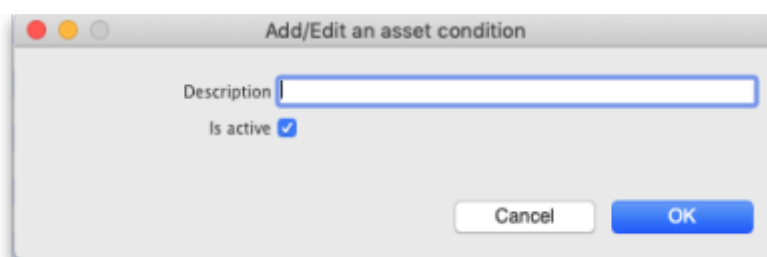 Add/Edit an asset condition
Description
Is active
Cancel
OK